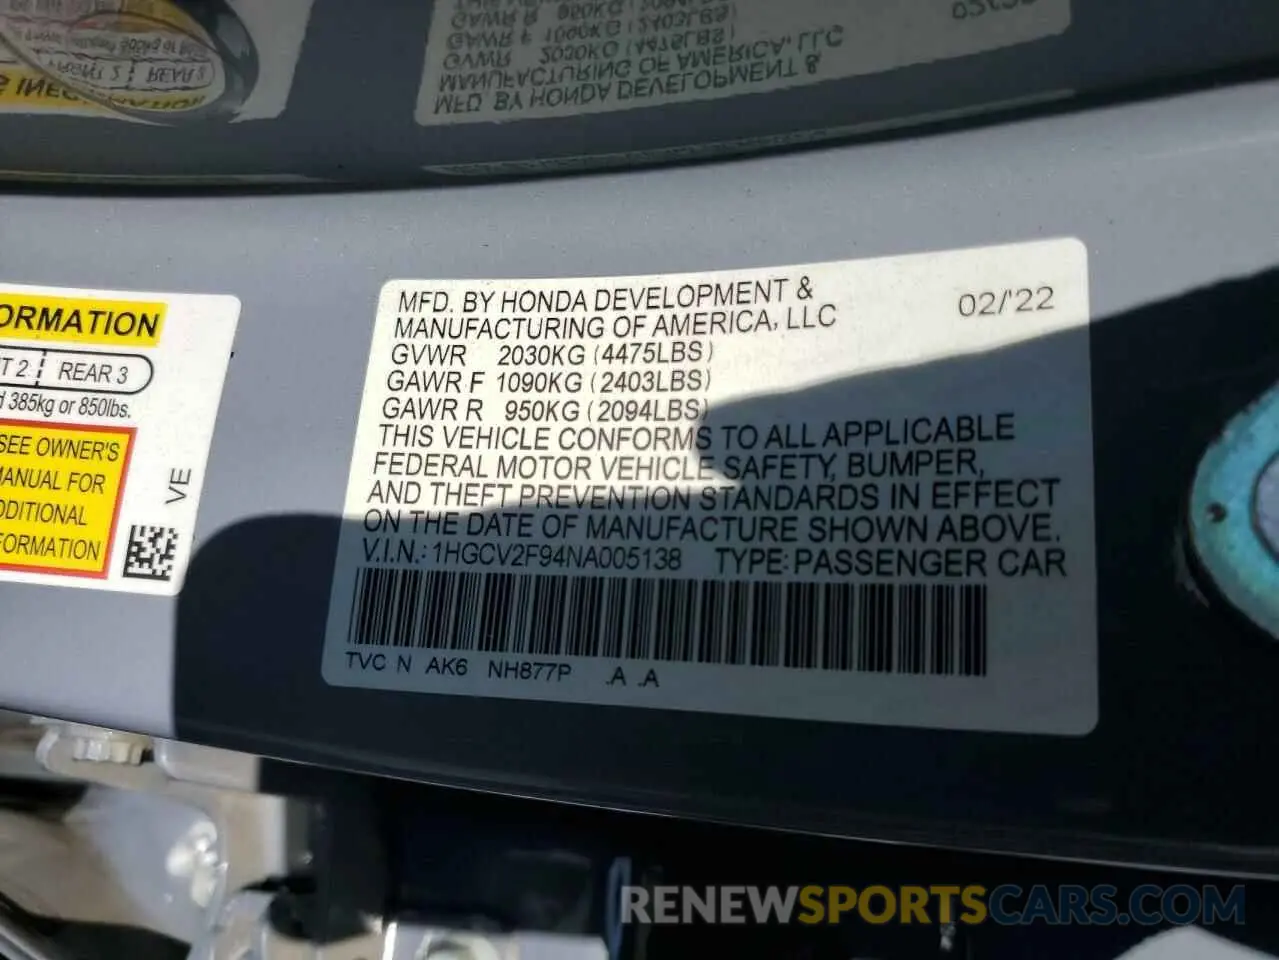 MFD. BY HONDA DEVELOPMENT &
MANUFACTURING OF AMERICA, LLC
02/'22
GVWR 2030KG (4475LBS)
GAWR F 1090KG (2403LBS)
GAWR R 950KG (2094LBS)
THIS VEHICLE CONFORMS TO ALL APPLICABLE
FEDERAL MOTOR VEHICLE SAFETY, BUMPER,
AND THEFT PREVENTION STANDARDS IN EFFECT
ON THE DATE OF MANUFACTURE SHOWN ABOVE.
V.I.N.: 1HGCV2F94NA005138 TYPE: PASSENGER CAR
TVC N AK6 NH877P .A .A
ORMATION
T 2 REAR 3
385kg or 850lbs.
SEE OWNER'S
MANUAL FOR
DDITIONAL
FORMATION
VE
RENEWSPORTSCARS.COM